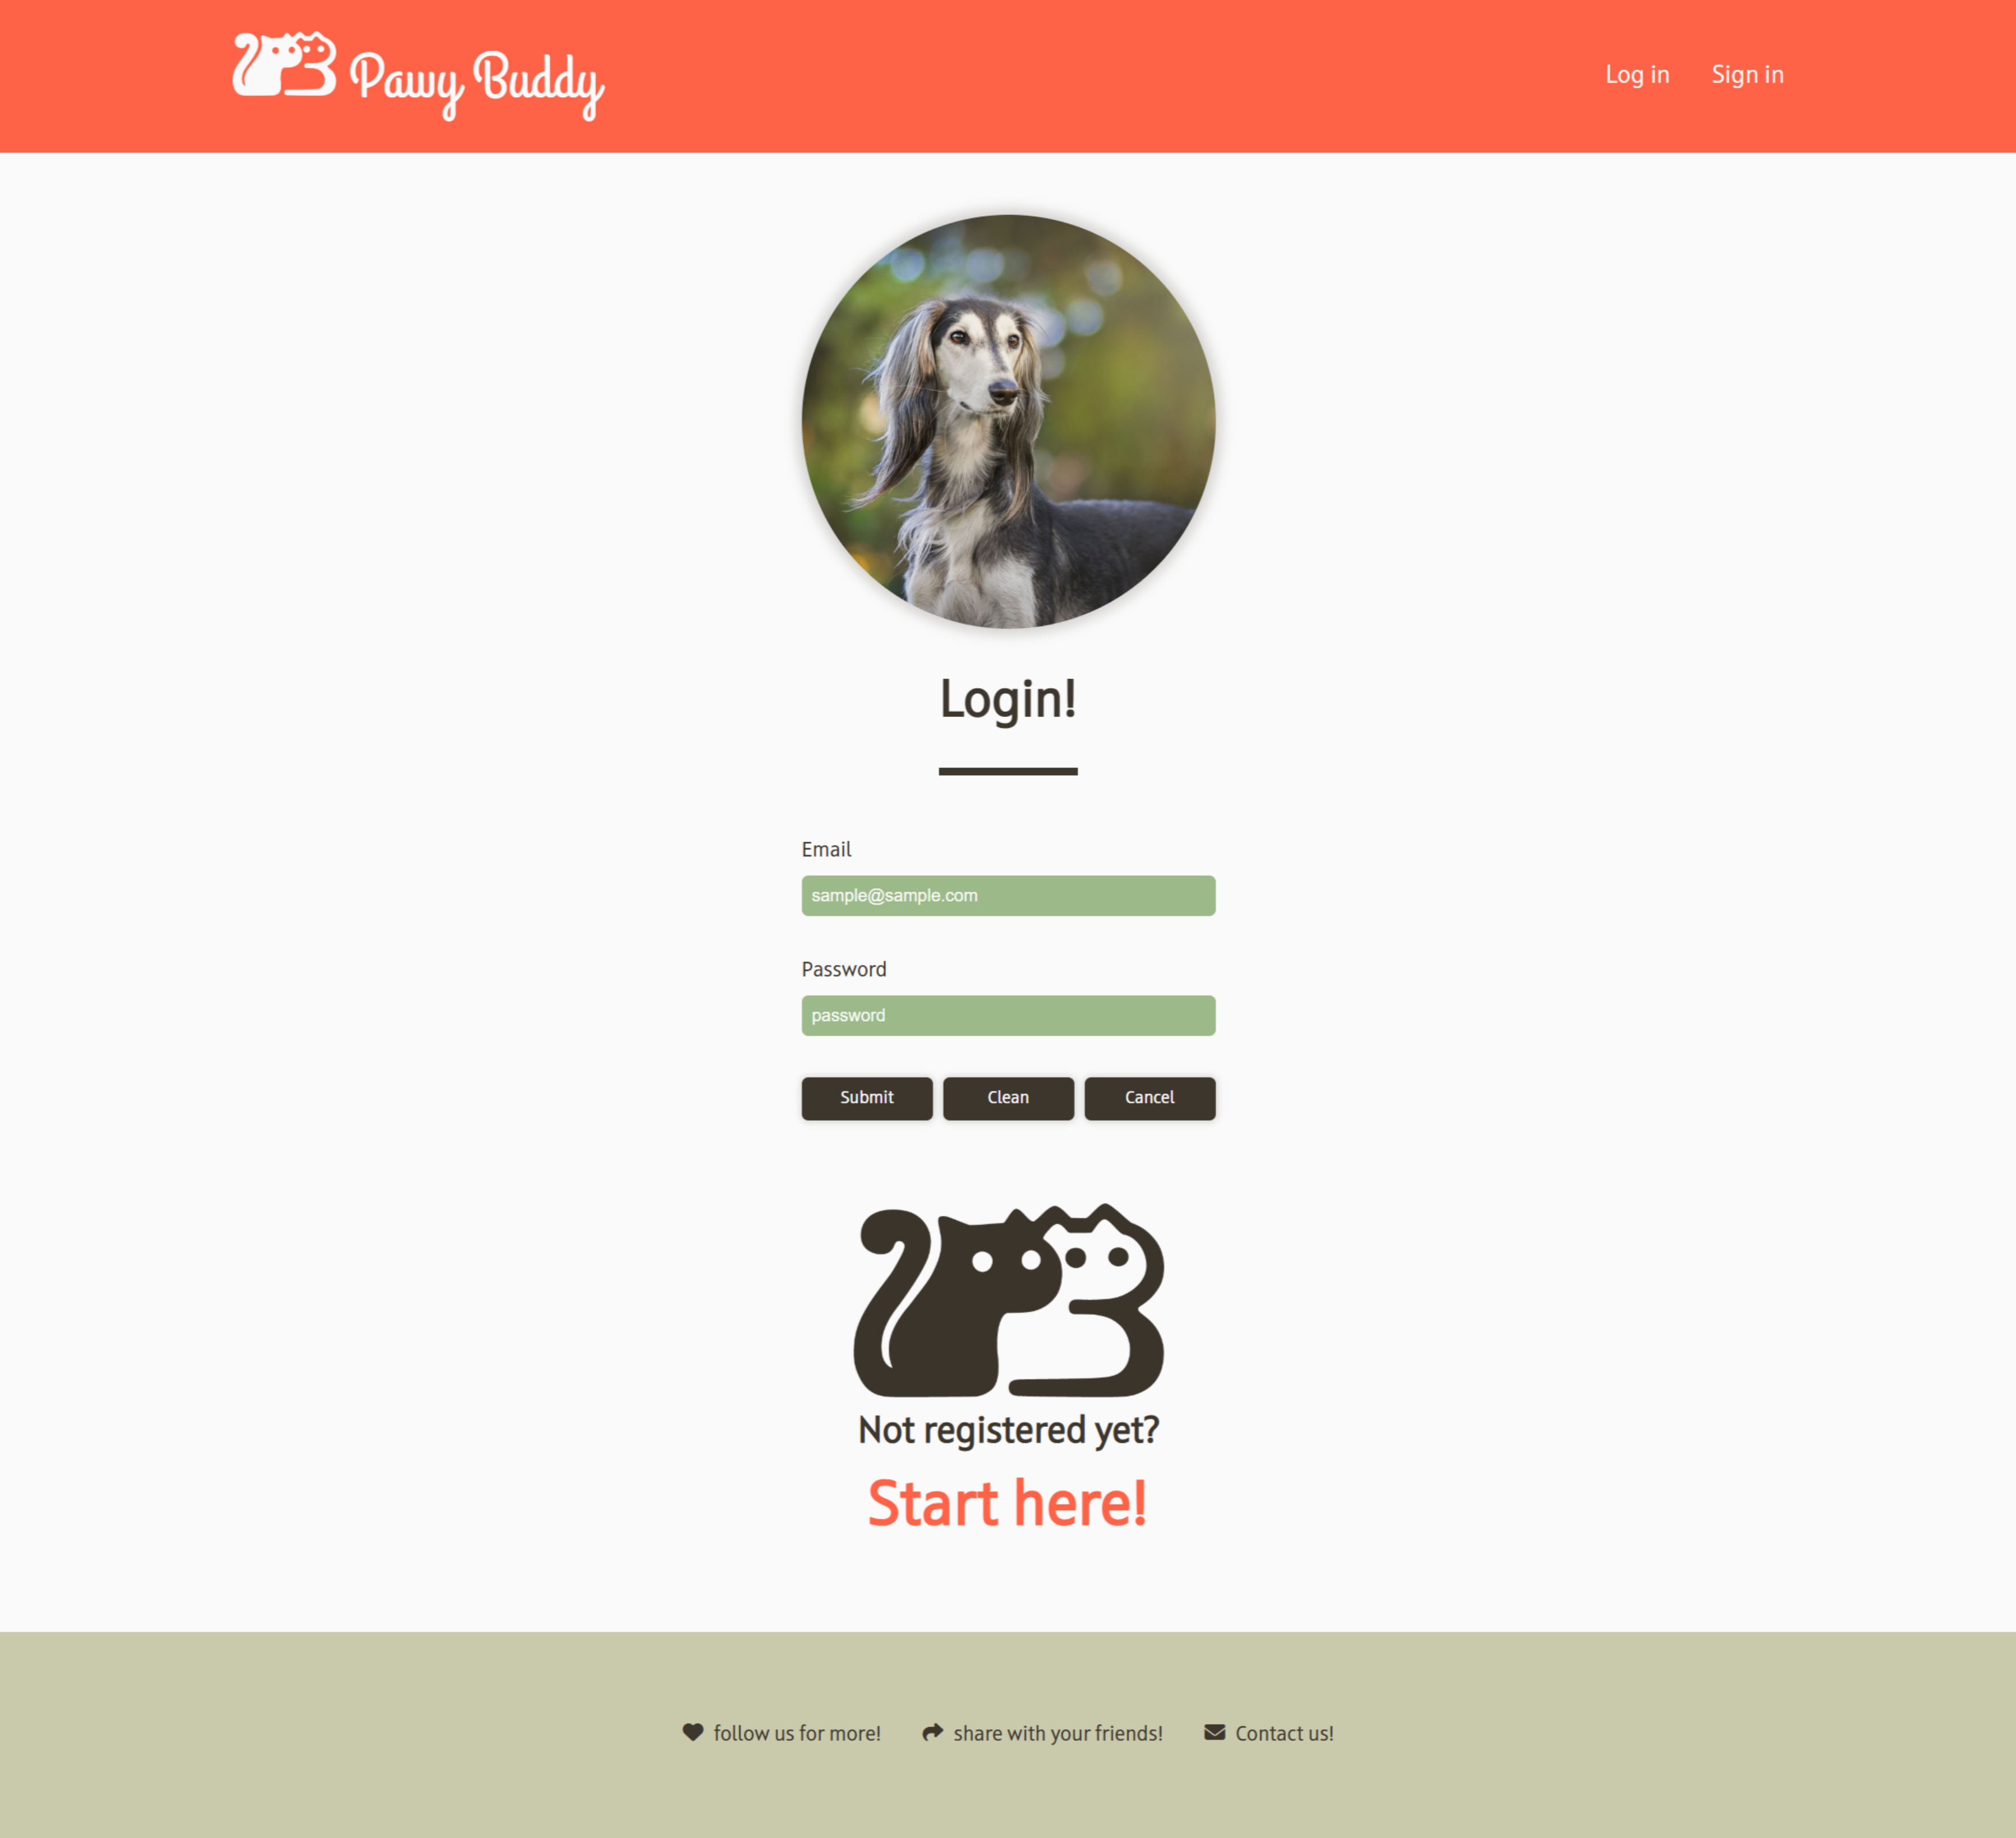 Pawy Buddy
Log in
Sign in
Login!
Email
sample@sample.com
Password
password
Submit
Clean
Cancel
Not registered yet?
Start here!
follow us for more!
share with your friends!
Contact us!